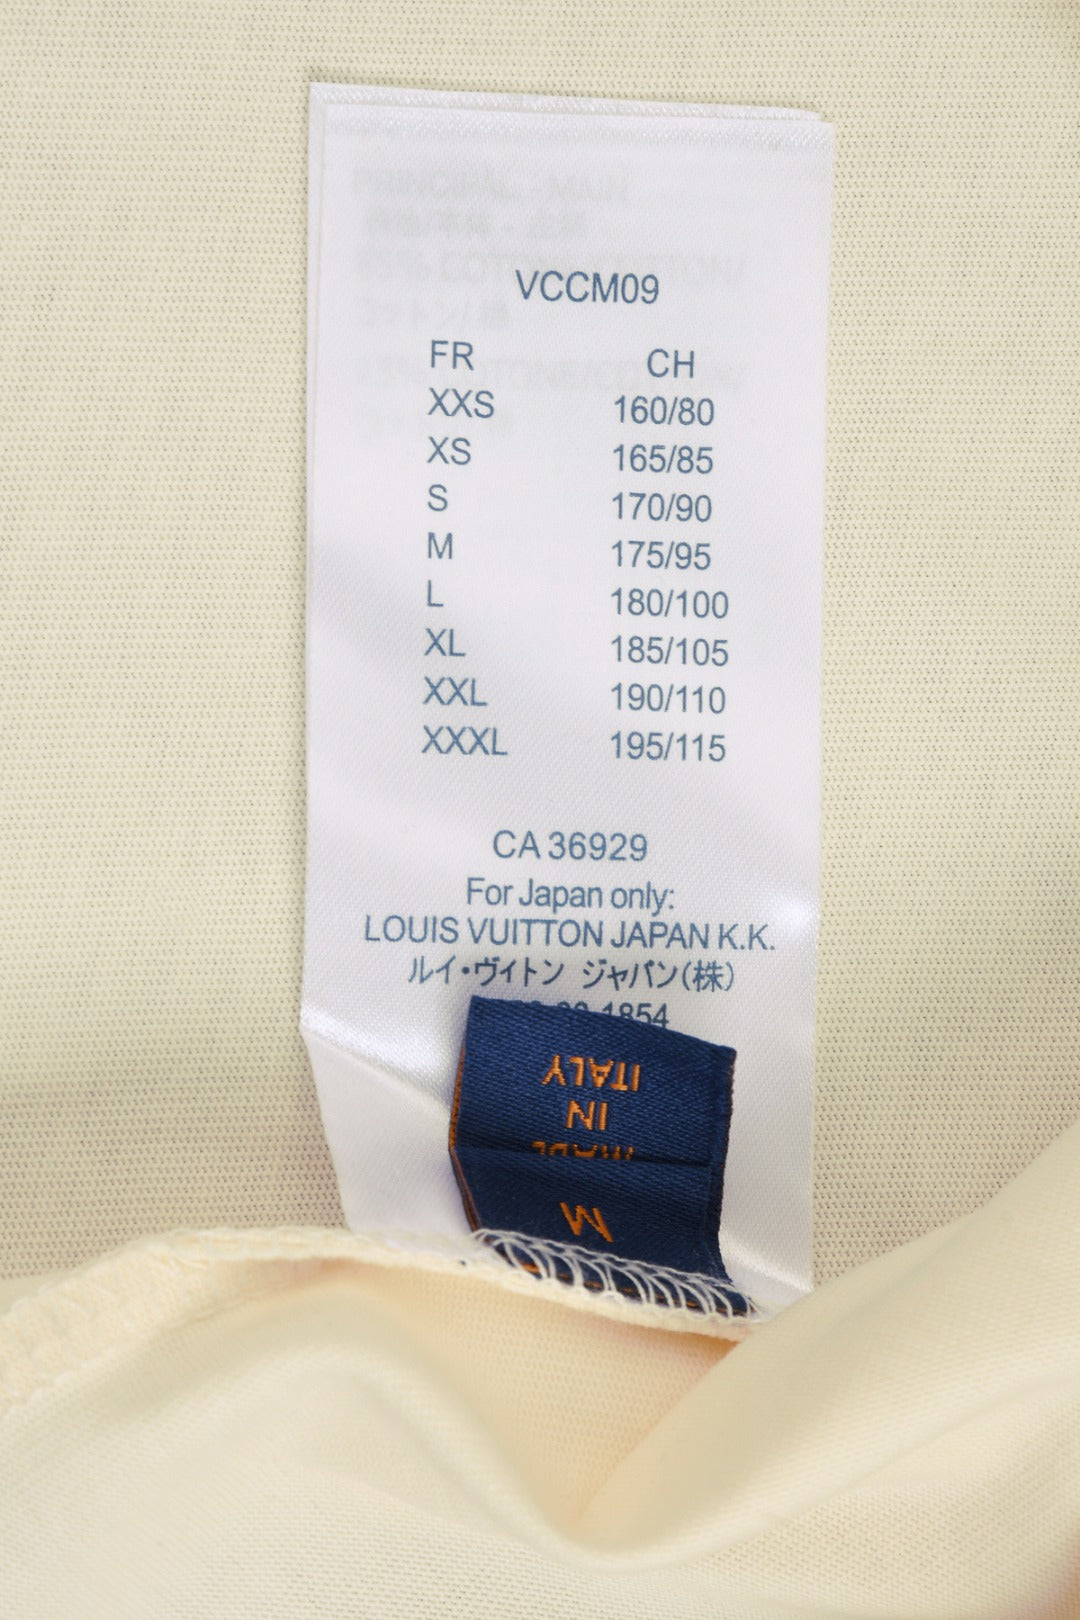 VCCM09
FR CH
XXS 160/80
XS 165/85
S 170/90
M 175/95
L 180/100
XL 185/105
XXL 190/110
XXXL 195/115
CA 36929
For Japan only:
LOUIS VUITTON JAPAN K.K.
ルイ・ヴィトン ジャパン(株)
1854
ITALY
IN
MADE
M